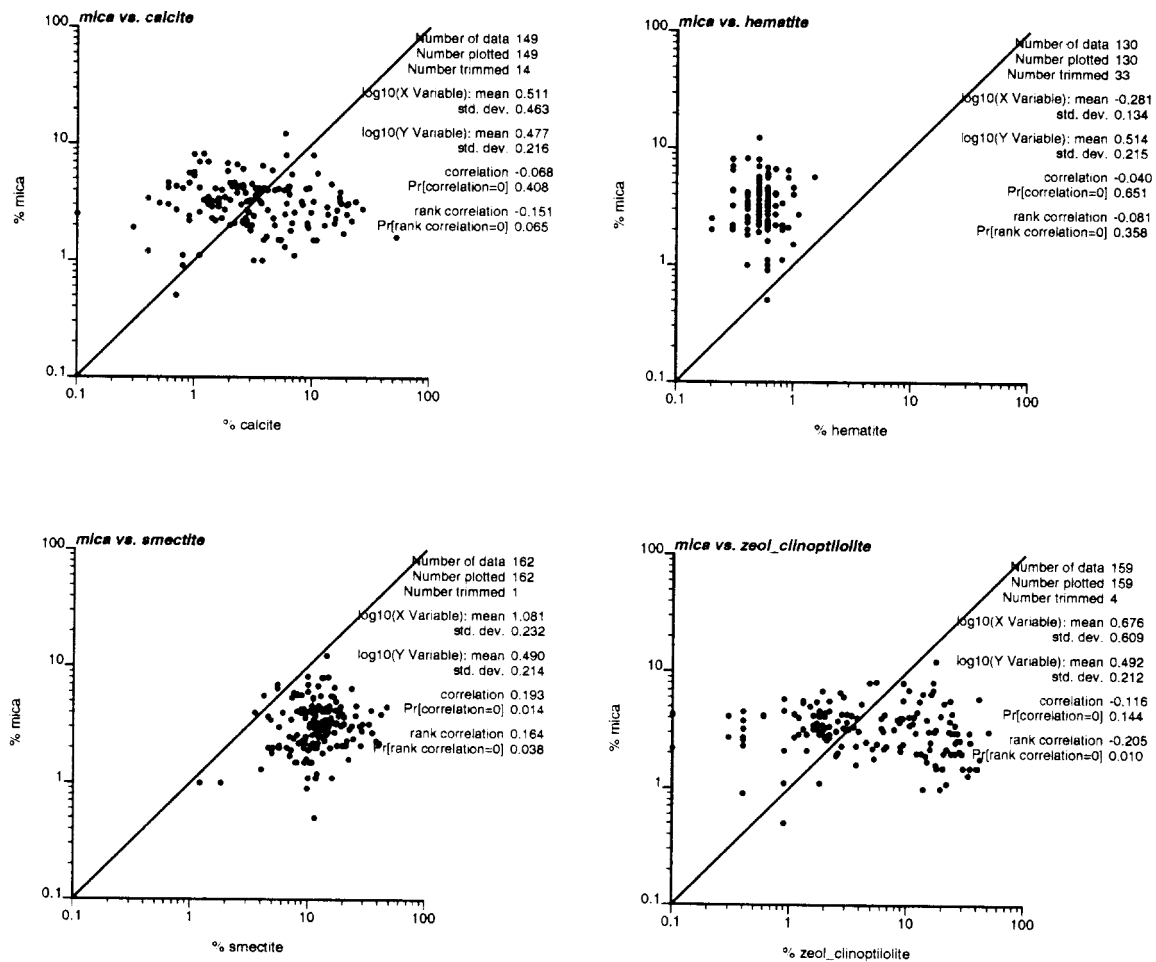 mica vs. calcite
Number of data 149
Number plotted 149
Number trimmed 14
log10(X Variable): mean 0.511
std. dev. 0.463
log10(Y Variable): mean 0.477
std. dev. 0.216
correlation -0.068
Pr[correlation=0] 0.408
rank correlation -0.151
Pr[rank correlation=0] 0.065
100
10
1
0.1
% mica
0.1 1 10 100
% calcite
mica vs. hematite
Number of data 130
Number plotted 130
Number trimmed 33
log10(X Variable): mean -0.281
std. dev. 0.134
log10(Y Variable): mean 0.514
std. dev. 0.215
correlation -0.040
Pr[correlation=0] 0.651
rank correlation -0.081
Pr[rank correlation=0] 0.358
100
10
1
0.1
% mica
0.1 1 10 100
% hematite
mica vs. smectite
Number of data 162
Number plotted 162
Number trimmed 1
log10(X Variable): mean 1.081
std. dev. 0.232
log10(Y Variable): mean 0.490
std. dev. 0.214
correlation 0.193
Pr[correlation=0] 0.014
rank correlation 0.164
Pr[rank correlation=0] 0.038
100
10
1
0.1
% mica
0.1 1 10 100
% smectite
mica vs. zeol_clinoptilolite
Number of data 159
Number plotted 159
Number trimmed 4
log10(X Variable): mean 0.676
std. dev. 0.609
log10(Y Variable): mean 0.492
std. dev. 0.212
correlation -0.116
Pr[correlation=0] 0.144
rank correlation -0.205
Pr[rank correlation=0] 0.010
100
10
1
0.1
% mica
0.1 1 10 100
% zeol_clinoptilolite